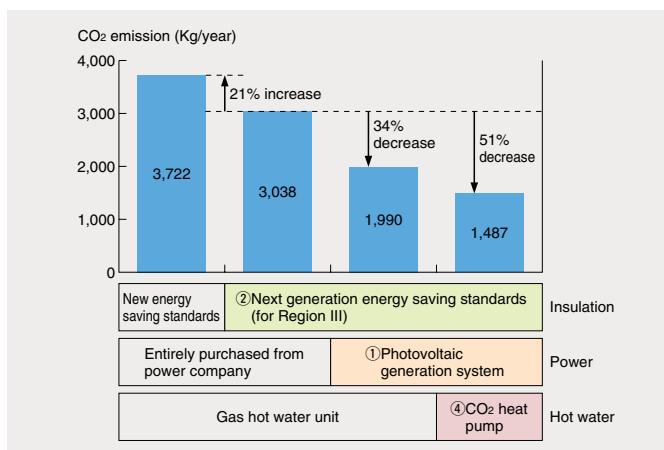 CO₂ emission (Kg/year)
4,000
3,000
2,000
1,000
0
21% increase
34%
decrease
51%
decrease
3,722
3,038
1,990
1,487
New energy
saving standards
②Next generation energy saving standards
(for Region III)
Insulation
Entirely purchased from
power company
①Photovoltaic
generation system
Power
Gas hot water unit
④CO₂ heat
pump
Hot water